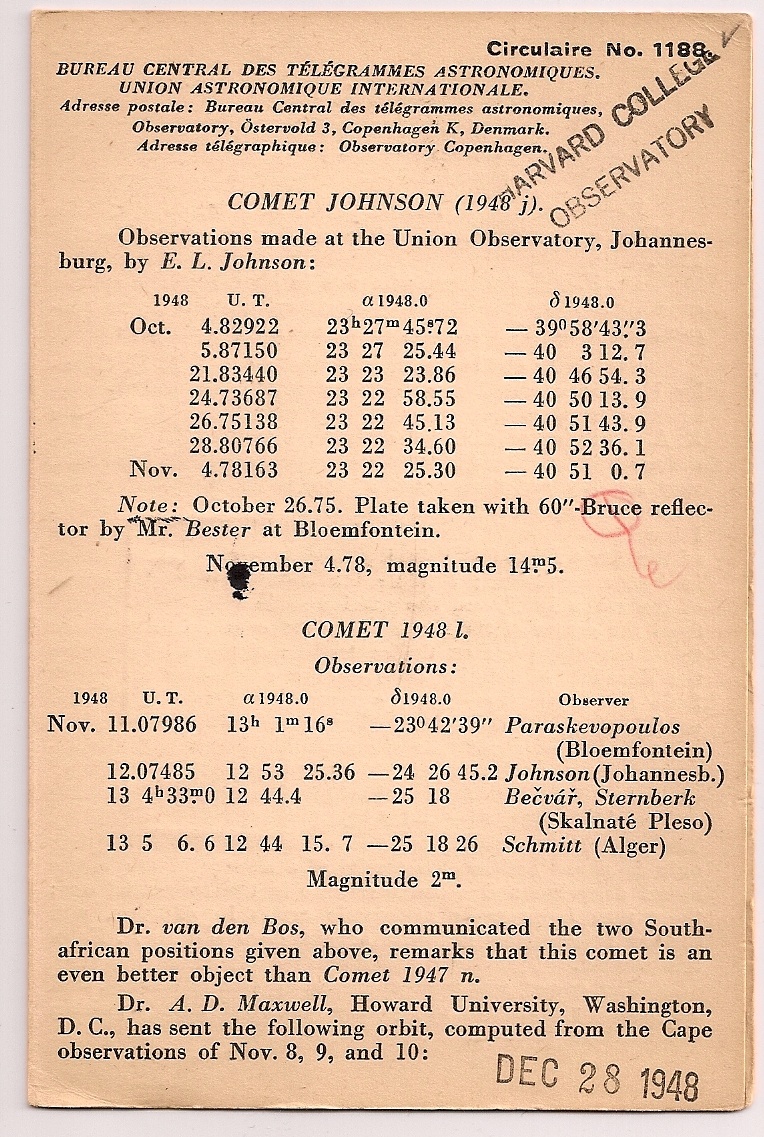 Circulaire No. 1188.
BUREAU CENTRAL DES TÉLÉGRAMMES ASTRONOMIQUES.
UNION ASTRONOMIQUE INTERNATIONALE.
Adresse postale: Bureau Central des télégrammes astronomiques,
Observatory, Östervold 3, Copenhagen K, Denmark.
Adresse télégraphique: Observatory Copenhagen.
HARVARD COLLEGE
OBSERVATORY
COMET JOHNSON (1948 j).
Observations made at the Union Observatory, Johannes-
burg, by E. L. Johnson:
1948 U. T. α 1948.0 δ 1948.0
Oct. 4.82922 23ʰ27ᵐ45ˢ72 — 39⁰58′43″.3
5.87150 23 27 25.44 — 40 3 12.7
21.83440 23 23 23.86 — 40 46 54.3
24.73687 23 22 58.55 — 40 50 13.9
26.75138 23 22 45.13 — 40 51 43.9
28.80766 23 22 34.60 — 40 52 36.1
Nov. 4.78163 23 22 25.30 — 40 51 0.7
Note: October 26.75. Plate taken with 60″-Bruce reflec-
tor by Mr. Bester at Bloemfontein.
November 4.78, magnitude 14ᵐ.5.
COMET 1948 l.
Observations:
1948 U. T. α 1948.0 δ 1948.0 Observer
Nov. 11.07986 13ʰ 1ᵐ 16ˢ —23⁰42′39″ Paraskevopoulos
(Bloemfontein)
12.07485 12 53 25.36 —24 26 45.2 Johnson (Johannesb.)
13 4ʰ33ᵐ.0 12 44.4 —25 18 Bečvář, Sternberk
(Skalnaté Pleso)
13 5 6.6 12 44 15.7 —25 18 26 Schmitt (Alger)
Magnitude 2ᵐ.
Dr. van den Bos, who communicated the two South-
african positions given above, remarks that this comet is an
even better object than Comet 1947 n.
Dr. A. D. Maxwell, Howard University, Washington,
D. C., has sent the following orbit, computed from the Cape
observations of Nov. 8, 9, and 10:
DEC 28 1948